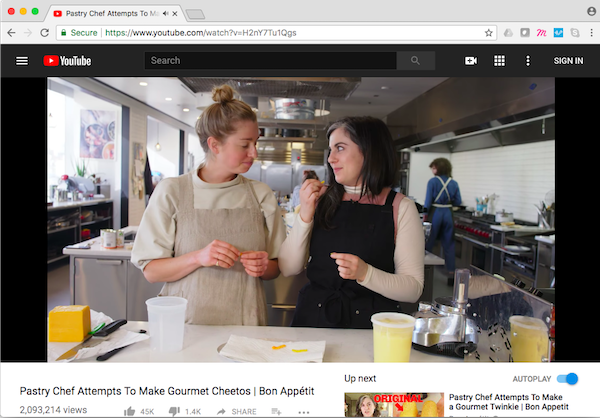 Pastry Chef Attempts To Ma
Secure
https://www.youtube.com/watch?v=H2nY7Tu1Qgs
YouTube
Search
SIGN IN
Pastry Chef Attempts To Make Gourmet Cheetos | Bon Appétit
2,093,214 views
45K
1.4K
SHARE
Up next
AUTOPLAY
ORIGINAL
Pastry Chef Attempts to Make
a Gourmet Twinkie | Bon